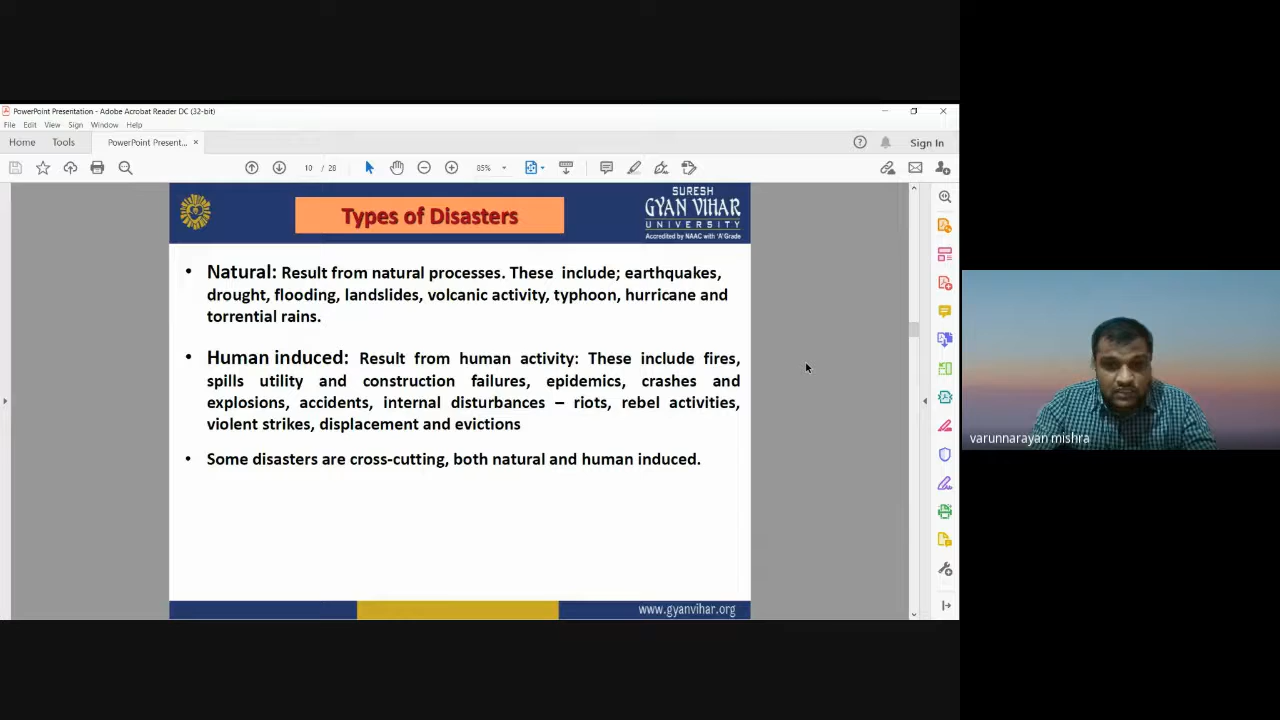 PowerPoint Presentation - Adobe Acrobat Reader DC (32-bit)
File Edit View Sign Window Help
Home Tools PowerPoint Present... × Sign In
10 / 28 85%
Types of Disasters
SURESH
GYAN VIHAR
UNIVERSITY
Accredited by NAAC with 'A' Grade
• Natural: Result from natural processes. These include; earthquakes,
drought, flooding, landslides, volcanic activity, typhoon, hurricane and
torrential rains.
• Human induced: Result from human activity: These include fires,
spills utility and construction failures, epidemics, crashes and
explosions, accidents, internal disturbances – riots, rebel activities,
violent strikes, displacement and evictions
• Some disasters are cross-cutting, both natural and human induced.
www.gyanvihar.org
varunnarayan mishra